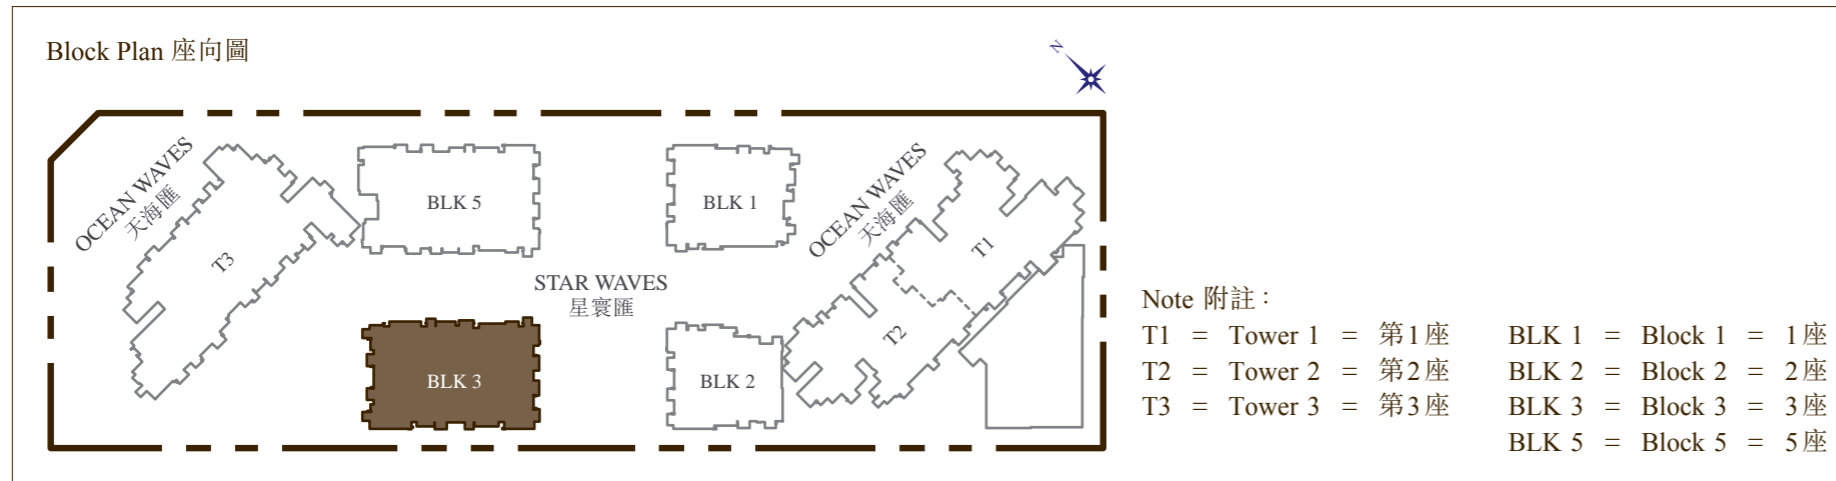 Block Plan 座向圖
N
OCEAN WAVES
天海匯
T3
BLK 5
BLK 1
OCEAN WAVES
天海匯
T1
STAR WAVES
星寰匯
BLK 3
BLK 2
T2
Note 附註：
T1 = Tower 1 = 第1座 BLK 1 = Block 1 = 1座
T2 = Tower 2 = 第2座 BLK 2 = Block 2 = 2座
T3 = Tower 3 = 第3座 BLK 3 = Block 3 = 3座
BLK 5 = Block 5 = 5座